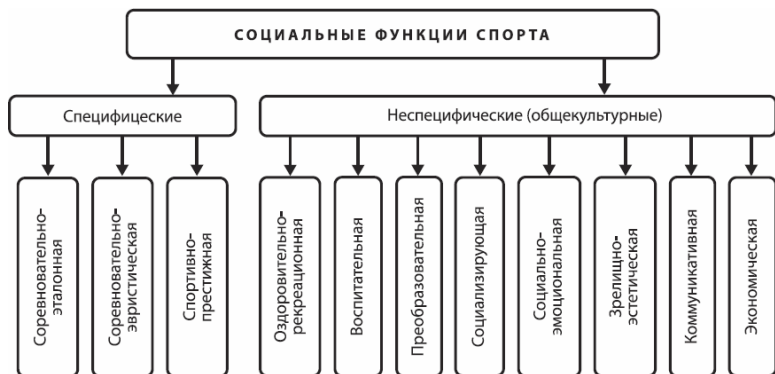 СОЦИАЛЬНЫЕ ФУНКЦИИ СПОРТА
Специфицеские
Неспецифические (общекультурные)
Соревновательно-
эталонная
Соревновательно-
эвристическая
Спортивно-
престижная
Оздоровительно-
рекреационная
Воспитательная
Преобразовательная
Социализирующая
Социально-
эмоциональная
Зрелищно-
эстетическая
Коммуникативная
Экономическая